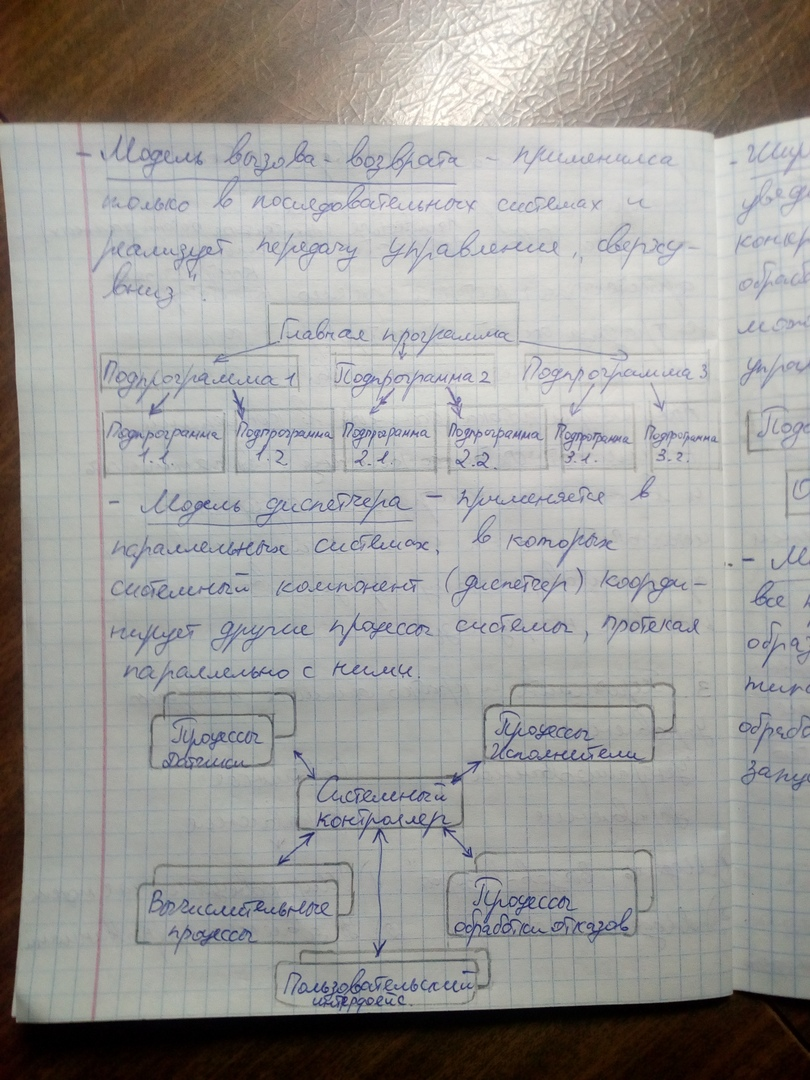 - Модель вызова-возврата - применялса
только в последовательных системах и
реализует передачу управления „сверху-
вниз".
Главная программа
Подпрограмма 1 Подпрограмма 2 Подпрограмма 3
Подпрограмма 1.1. Подпрограмма 1.2 Подпрограмма 2.1. Подпрограмма 2.2. Подпрограмма 3.1. Подпрограмма 3.2.
- Модель диспетчера - применяется в
параллельных системах, в которых
системный компонент (диспетчер) коорди-
нирует другие процессы системы, протекая
параллельно с ними.
Процессы
Датчики
Процессы
Исполнители
Системный
контроллер
Вычислительные
процессы
Процессы
обработки отказов
Пользовательский
интерфейс.